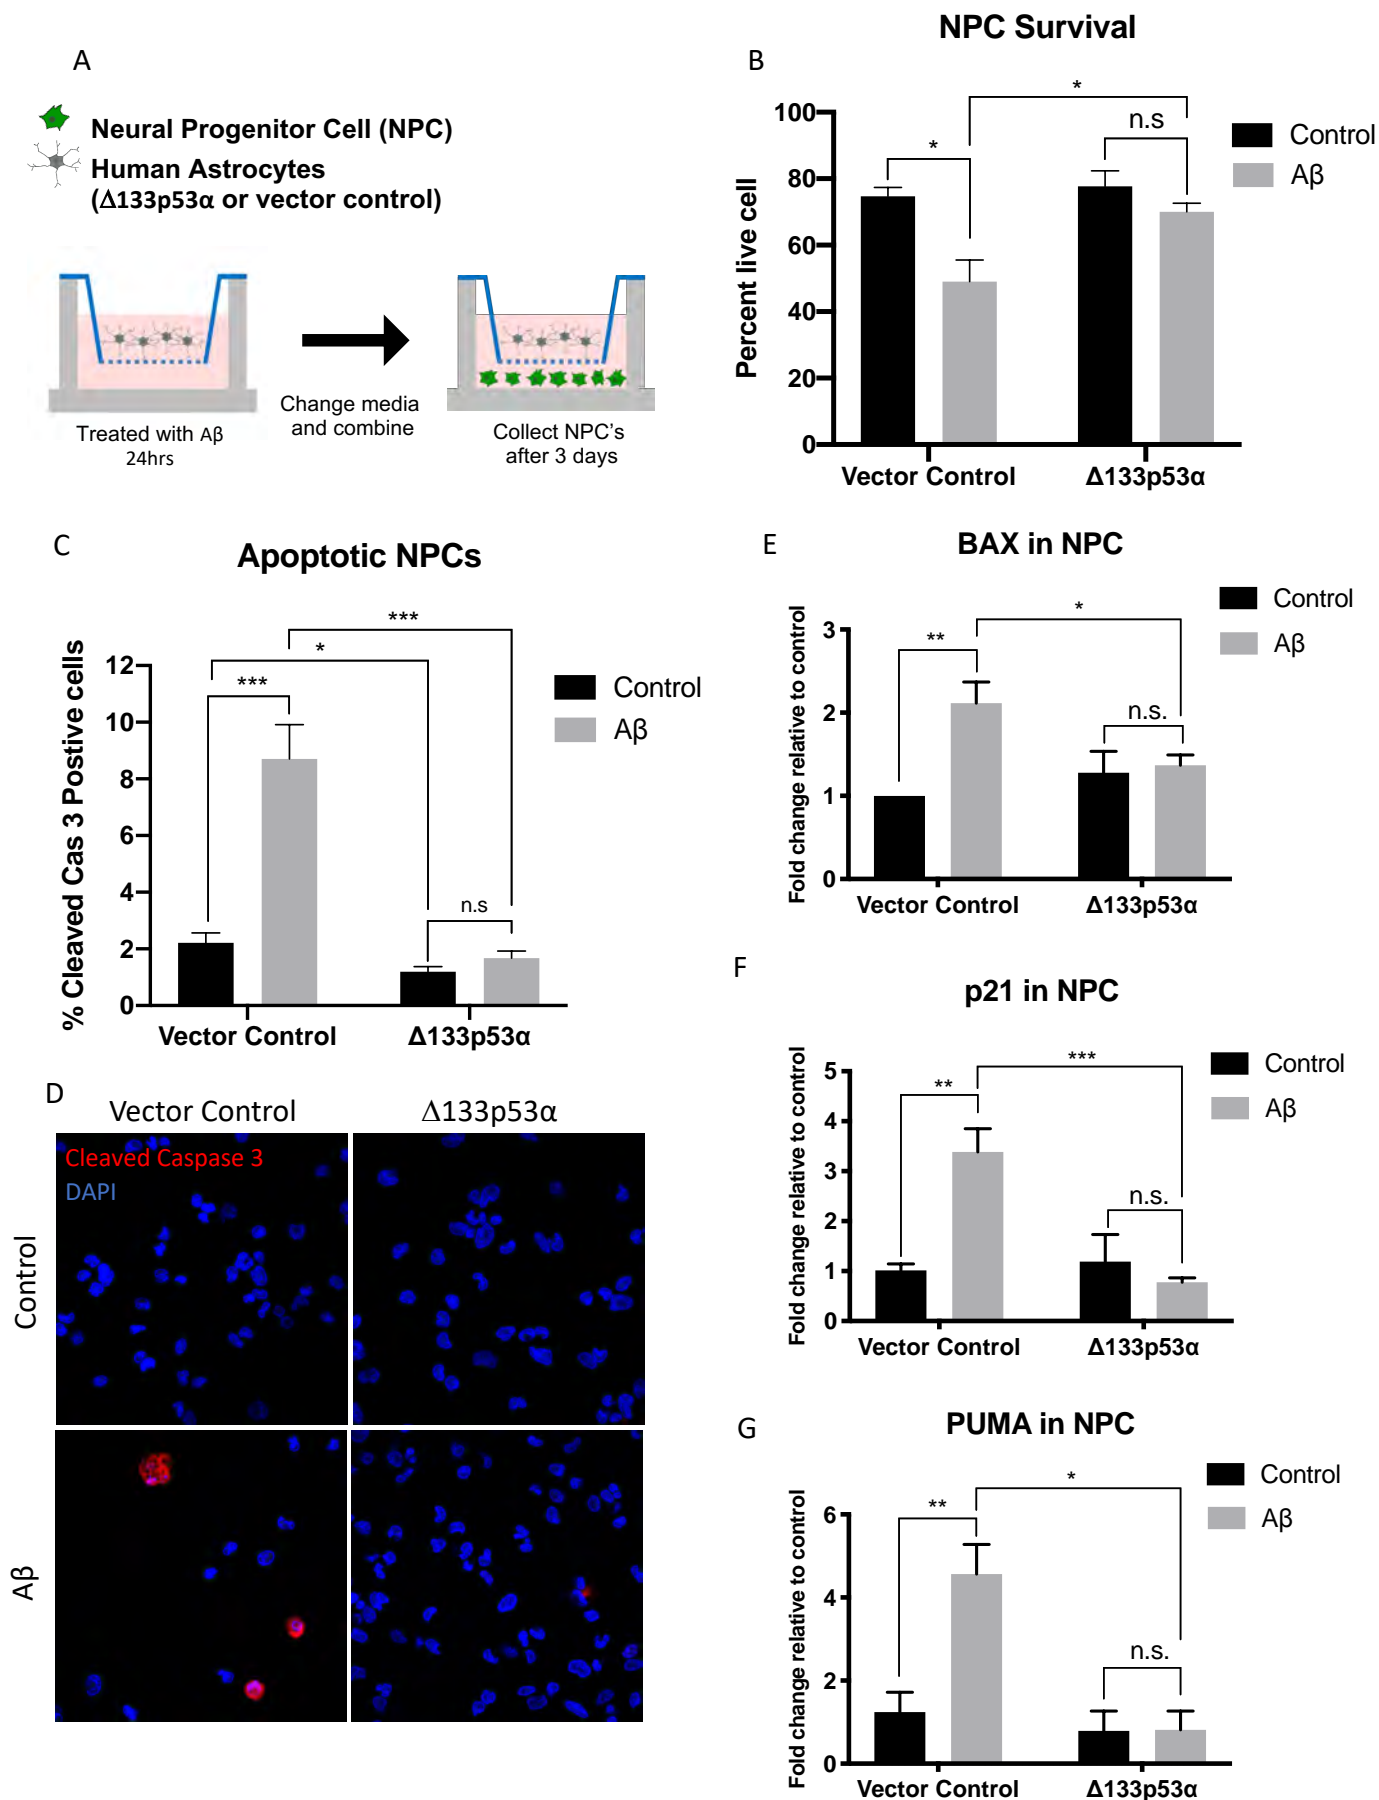 A
Neural Progenitor Cell (NPC)
Human Astrocytes
(Δ133p53α or vector control)
Treated with Aβ
24hrs
Change media
and combine
Collect NPC's
after 3 days
B
NPC Survival
Percent live cell
100
80
60
40
20
0
*
*
n.s
Control
Aβ
Vector Control
Δ133p53α
C
Apoptotic NPCs
% Cleaved Cas 3 Postive cells
12
10
8
6
4
2
0
***
*
***
n.s
Control
Aβ
Vector Control
Δ133p53α
D
Vector Control
Δ133p53α
Cleaved Caspase 3
DAPI
Control
Aβ
E
BAX in NPC
Fold change relative to control
3
2
1
0
**
*
n.s.
Control
Aβ
Vector Control
Δ133p53α
F
p21 in NPC
Fold change relative to control
5
4
3
2
1
0
**
***
n.s.
Control
Aβ
Vector Control
Δ133p53α
G
PUMA in NPC
Fold change relative to control
6
4
2
0
**
*
n.s.
Control
Aβ
Vector Control
Δ133p53α